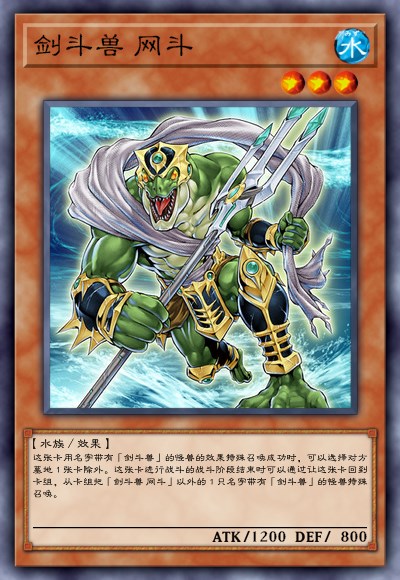 剑斗兽 网斗
水
【水族／效果】
这张卡用名字带有「剑斗兽」的怪兽的效果特殊召唤成功时，可以选择对方
墓地1张卡除外。这张卡进行战斗的战斗阶段结束时可以通过让这张卡回到
卡组，从卡组把「剑斗兽 网斗」以外的1只名字带有「剑斗兽」的怪兽特殊
召唤。
ATK/1200 DEF/ 800